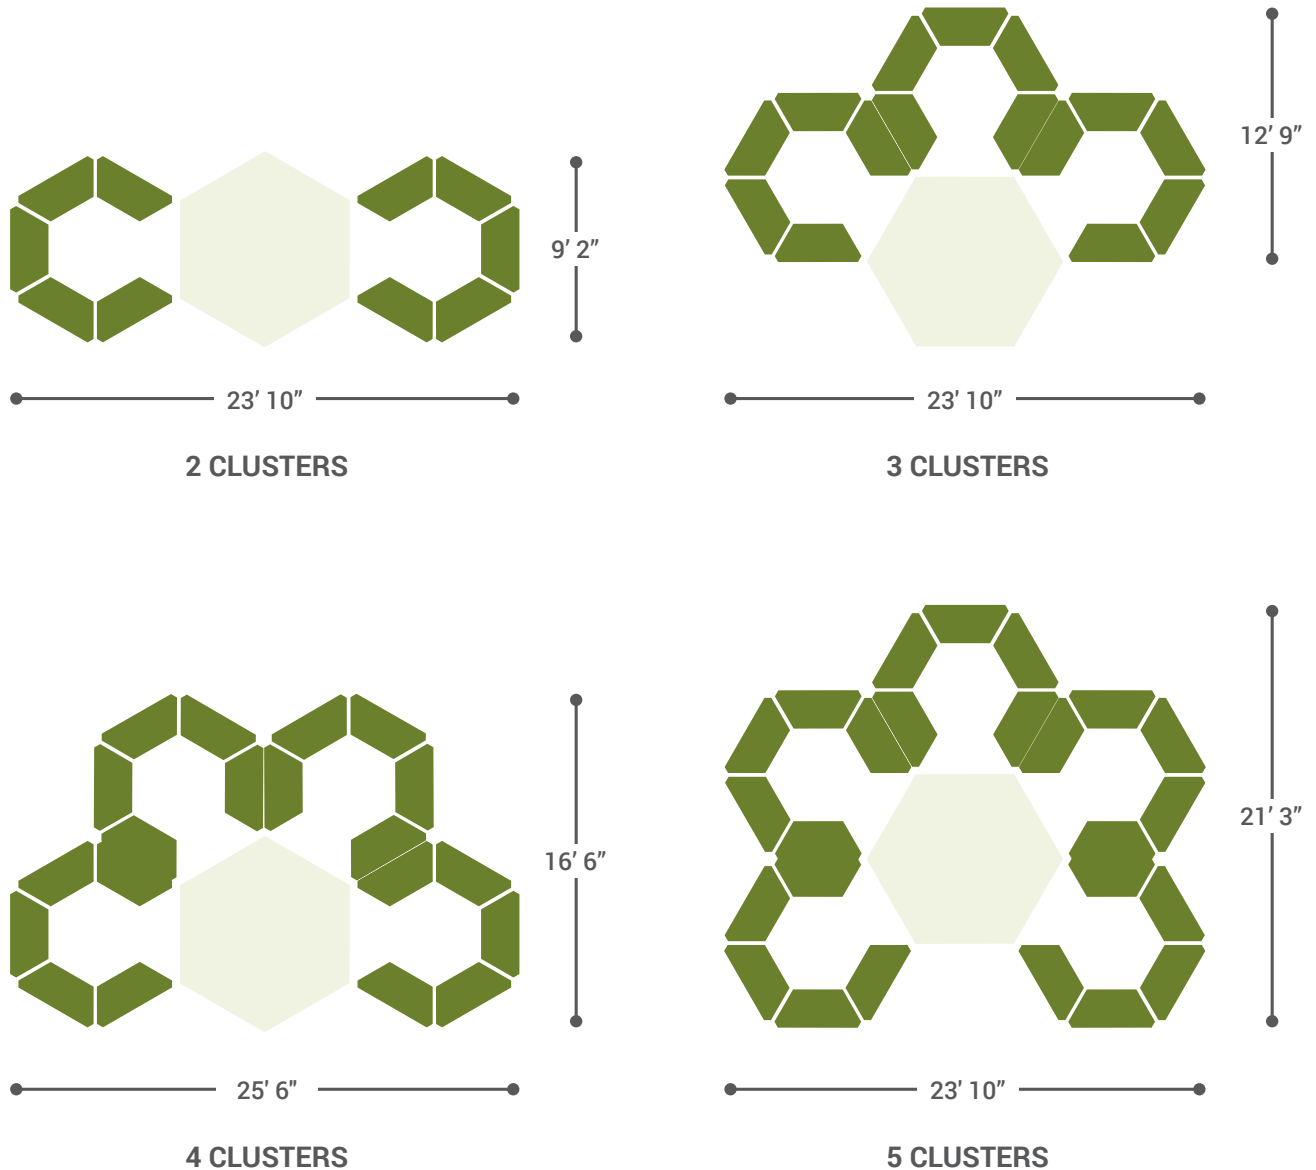 12’ 9”
9’ 2”
23’ 10”
23’ 10”
2 CLUSTERS
3 CLUSTERS
21’ 3”
16’ 6”
25’ 6”
23’ 10”
4 CLUSTERS
5 CLUSTERS